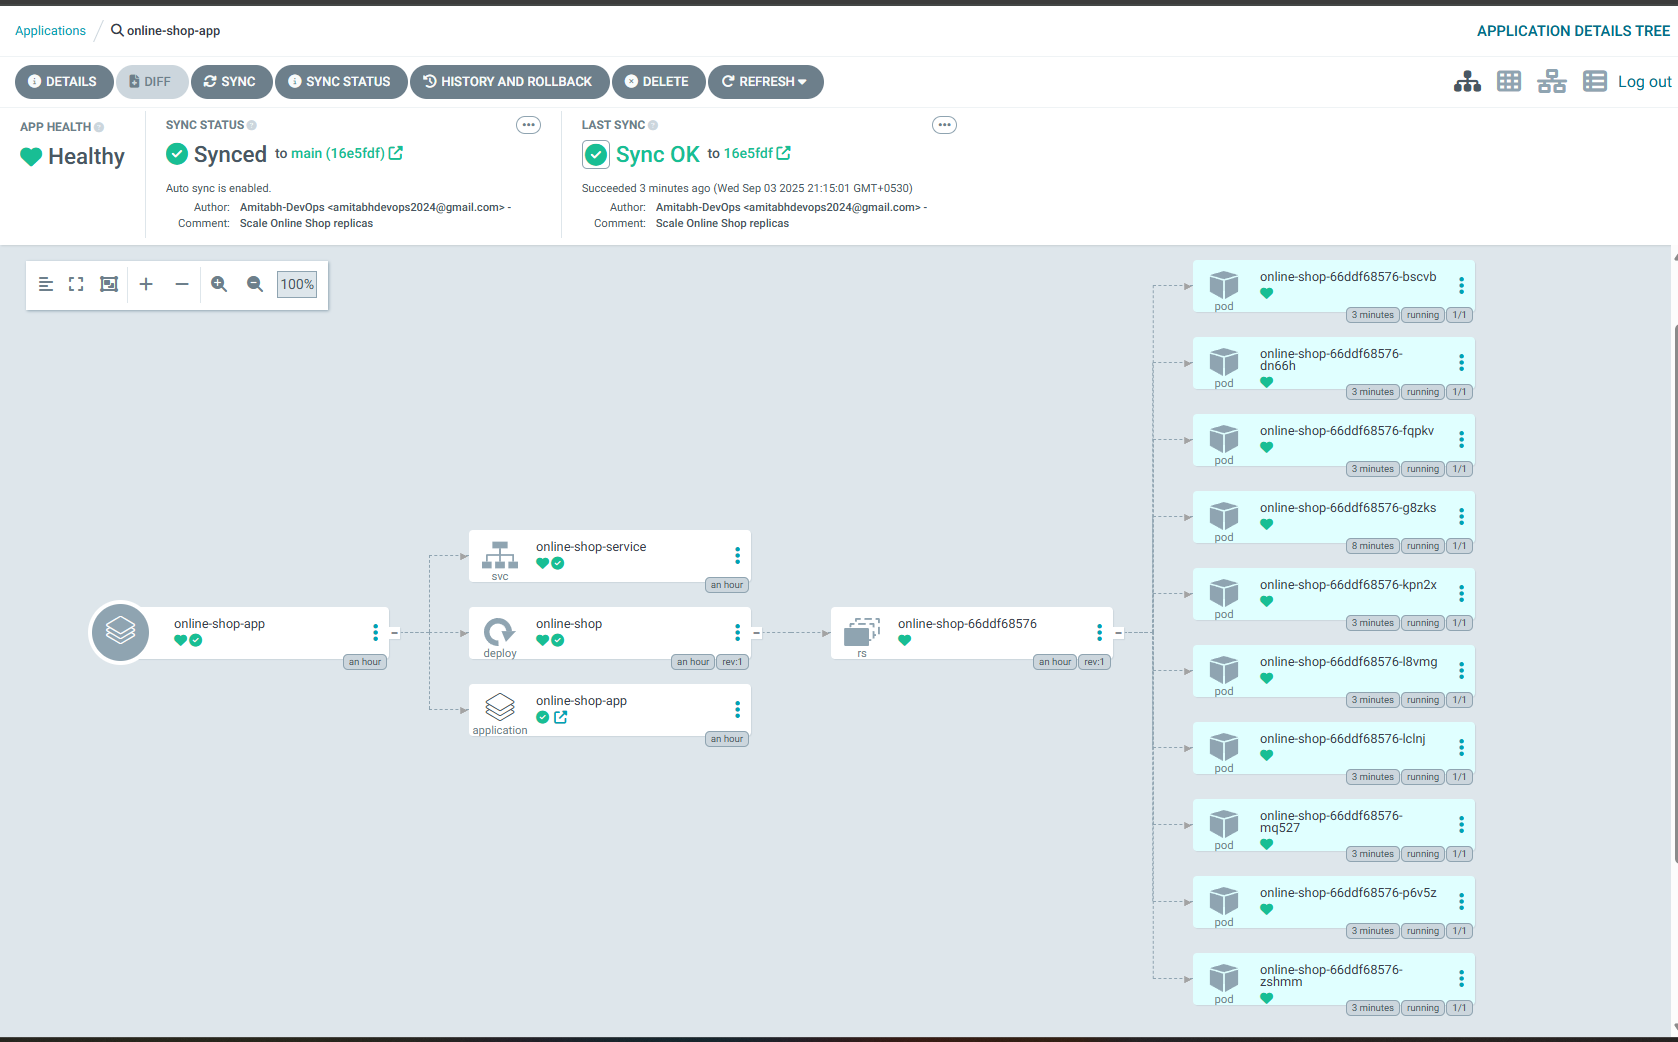 Applications
online-shop-app
APPLICATION DETAILS TREE
DETAILS
DIFF
SYNC
SYNC STATUS
HISTORY AND ROLLBACK
DELETE
REFRESH
Log out
APP HEALTH
Healthy
SYNC STATUS
Synced to main (16e5fdf)
Auto sync is enabled.
Author: Amitabh-DevOps <amitabhdevops2024@gmail.com> -
Comment: Scale Online Shop replicas
LAST SYNC
Sync OK to 16e5fdf
Succeeded 3 minutes ago (Wed Sep 03 2025 21:15:01 GMT+0530)
Author: Amitabh-DevOps <amitabhdevops2024@gmail.com> -
Comment: Scale Online Shop replicas
100%
online-shop-app
an hour
online-shop-service
svc
an hour
online-shop
deploy
an hour rev:1
online-shop-app
application
an hour
online-shop-66ddf68576
rs
an hour rev:1
online-shop-66ddf68576-bscvb
pod
3 minutes running 1/1
online-shop-66ddf68576-
dn66h
pod
3 minutes running 1/1
online-shop-66ddf68576-fqpkv
pod
3 minutes running 1/1
online-shop-66ddf68576-g8zks
pod
8 minutes running 1/1
online-shop-66ddf68576-kpn2x
pod
3 minutes running 1/1
online-shop-66ddf68576-l8vmg
pod
3 minutes running 1/1
online-shop-66ddf68576-lclnj
pod
3 minutes running 1/1
online-shop-66ddf68576-
mq527
pod
3 minutes running 1/1
online-shop-66ddf68576-p6v5z
pod
3 minutes running 1/1
online-shop-66ddf68576-
zshmm
pod
3 minutes running 1/1